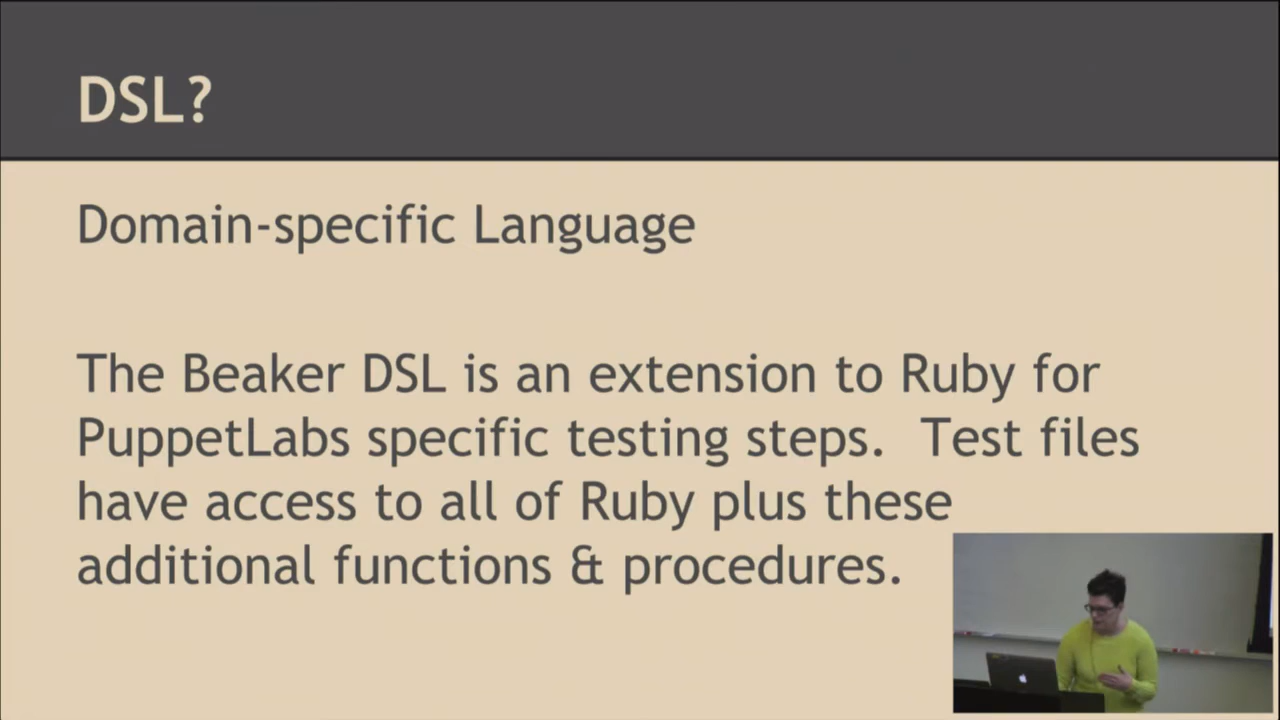 DSL?
Domain-specific Language
The Beaker DSL is an extension to Ruby for
PuppetLabs specific testing steps.  Test files
have access to all of Ruby plus these
additional functions & procedures.